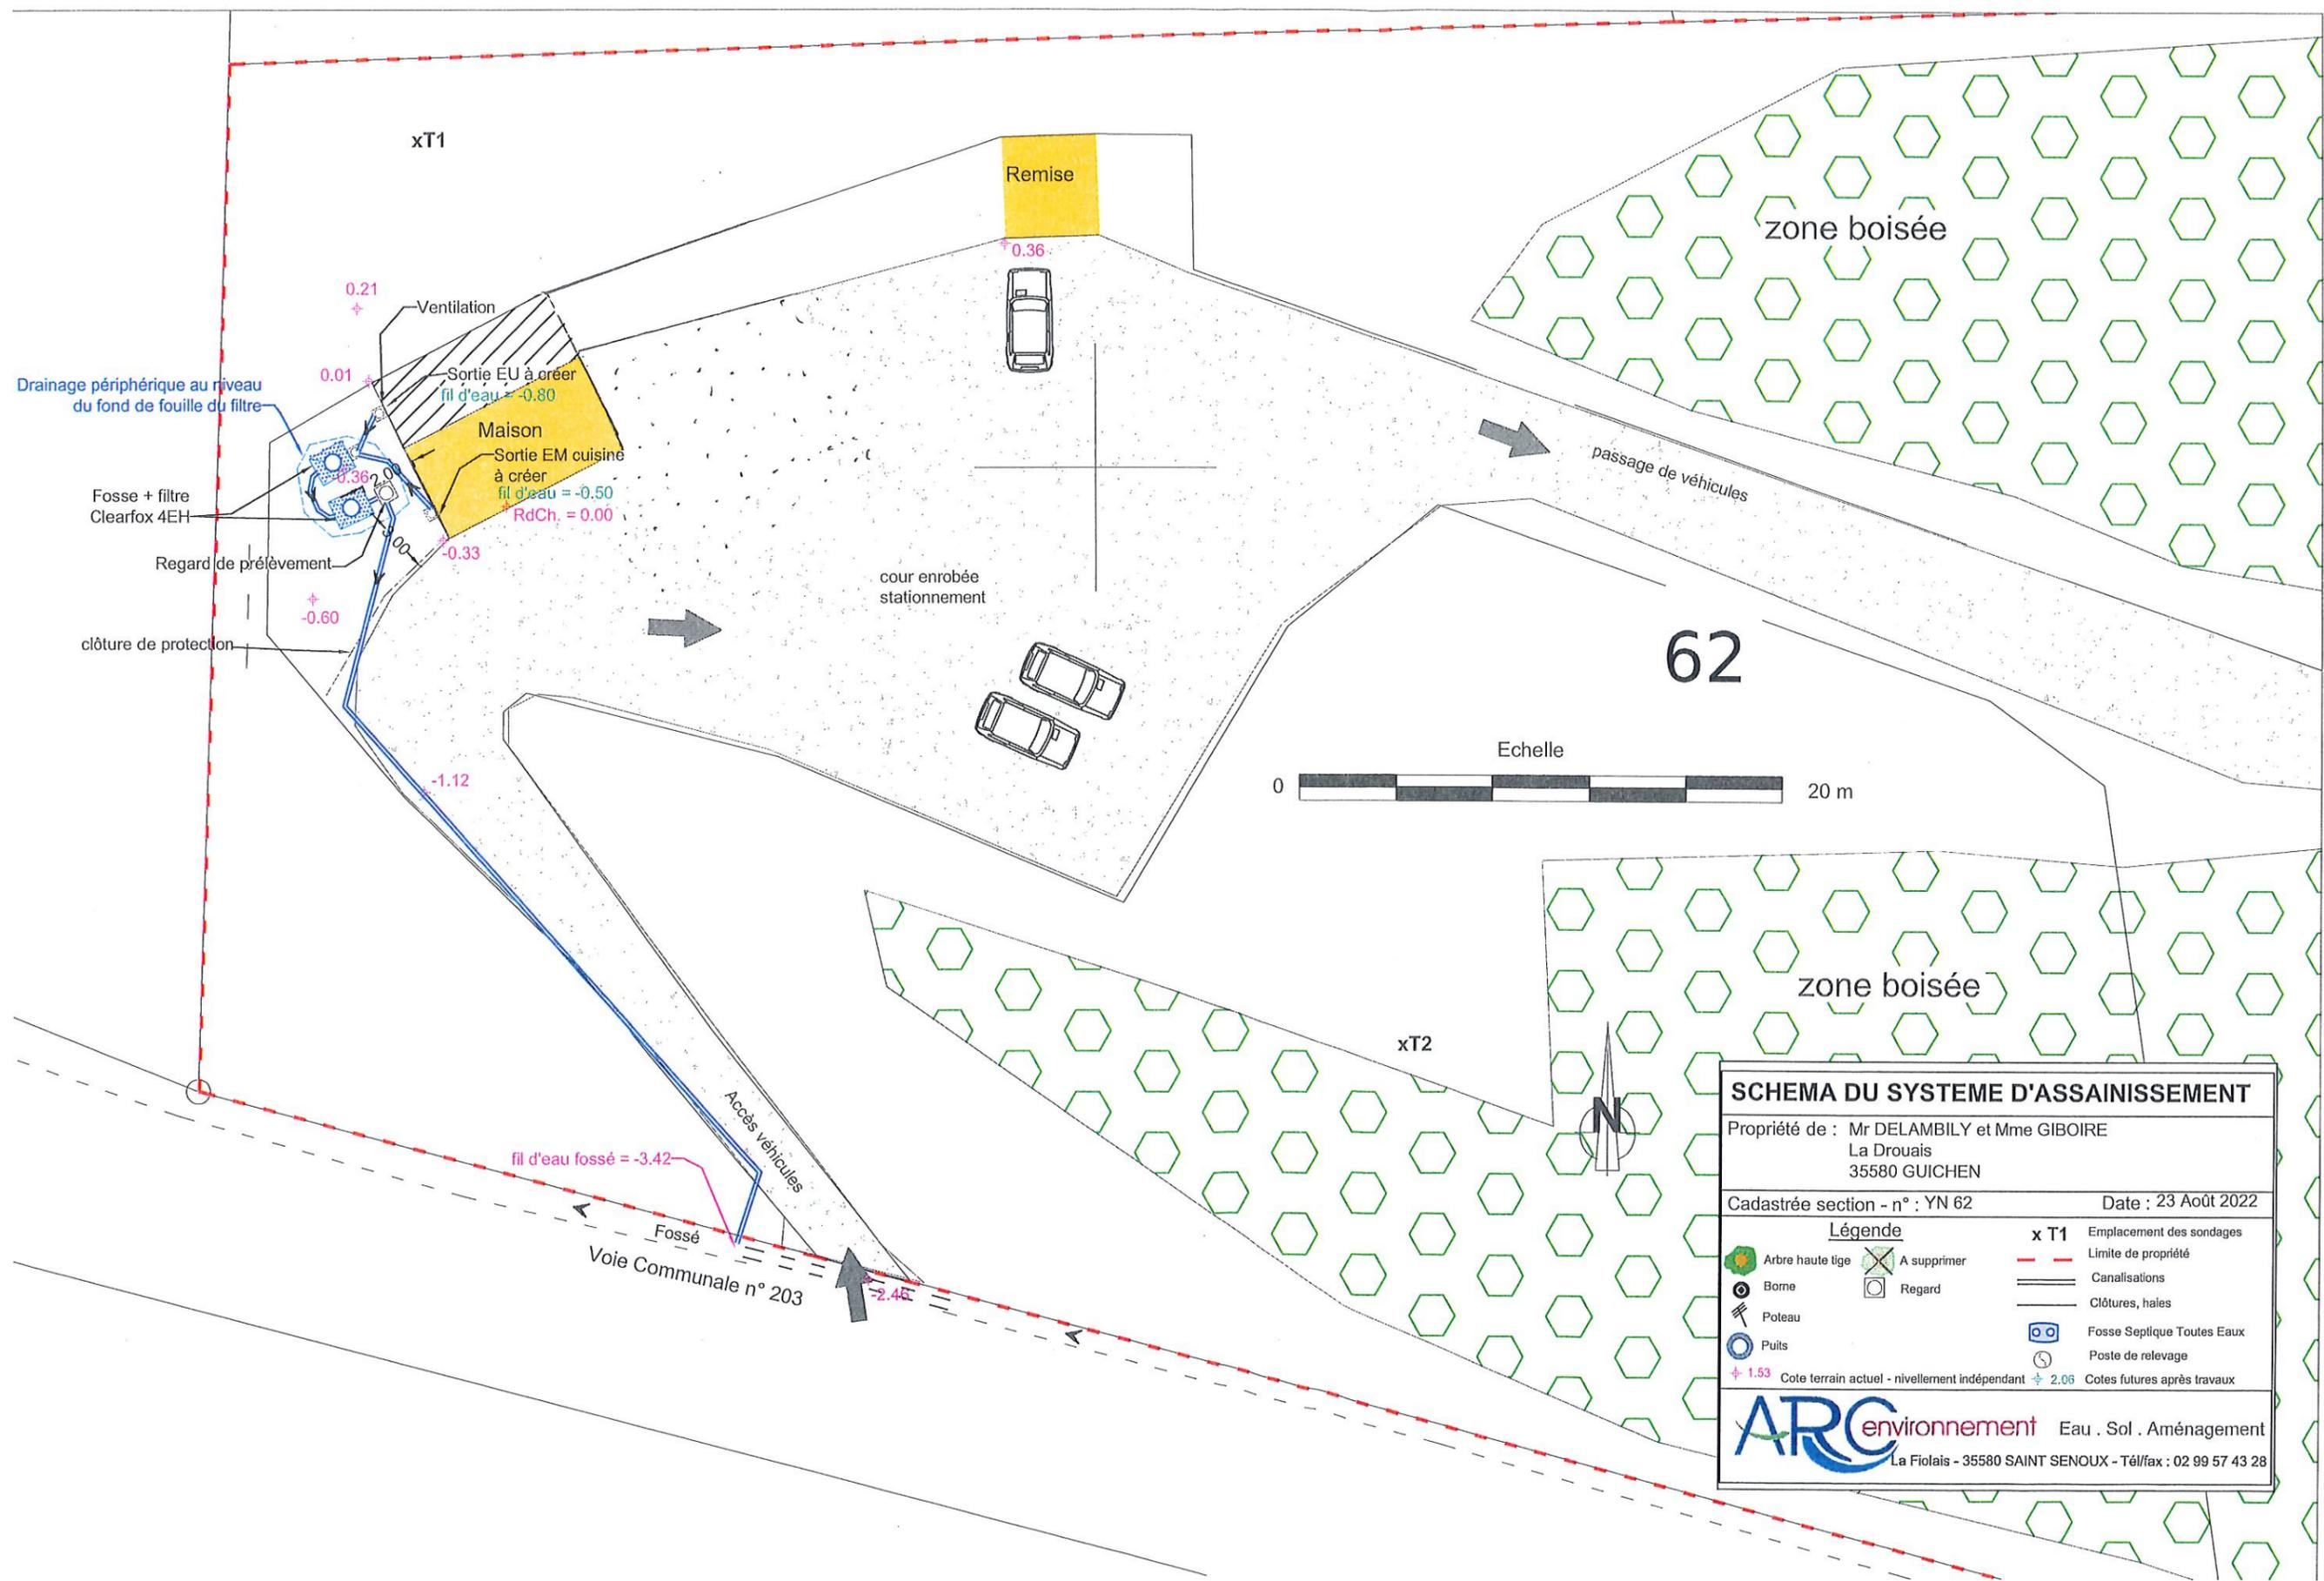 xT1
Remise
0.36
zone boisée
0.21
Ventilation
0.01
Sortie EU à créer
fil d'eau = -0.80
Drainage périphérique au niveau
du fond de fouille du filtre
Maison
Sortie EM cuisine
à créer
fil d'eau = -0.50
RdCh. = 0.00
-0.36
2.00
Fosse + filtre
Clearfox 4EH
3.00
-0.33
Regard de prélèvement
-0.60
clôture de protection
passage de véhicules
cour enrobée
stationnement
62
-1.12
Echelle
0
20 m
zone boisée
xT2
Accès véhicules
fil d'eau fossé = -3.42
Fossé
Voie Communale n° 203
-2.46
N
SCHEMA DU SYSTEME D'ASSAINISSEMENT
Propriété de : Mr DELAMBILY et Mme GIBOIRE
La Drouais
35580 GUICHEN
Cadastrée section - n° : YN 62 Date : 23 Août 2022
Légende
x T1 Emplacement des sondages
Arbre haute tige A supprimer Limite de propriété
Borne Regard Canalisations
Poteau Clôtures, haies
Puits Fosse Septique Toutes Eaux
Poste de relevage
1.53 Cote terrain actuel - nivellement indépendant 2.06 Cotes futures après travaux
ARC environnement Eau . Sol . Aménagement
La Fiolais - 35580 SAINT SENOUX - Tél/fax : 02 99 57 43 28